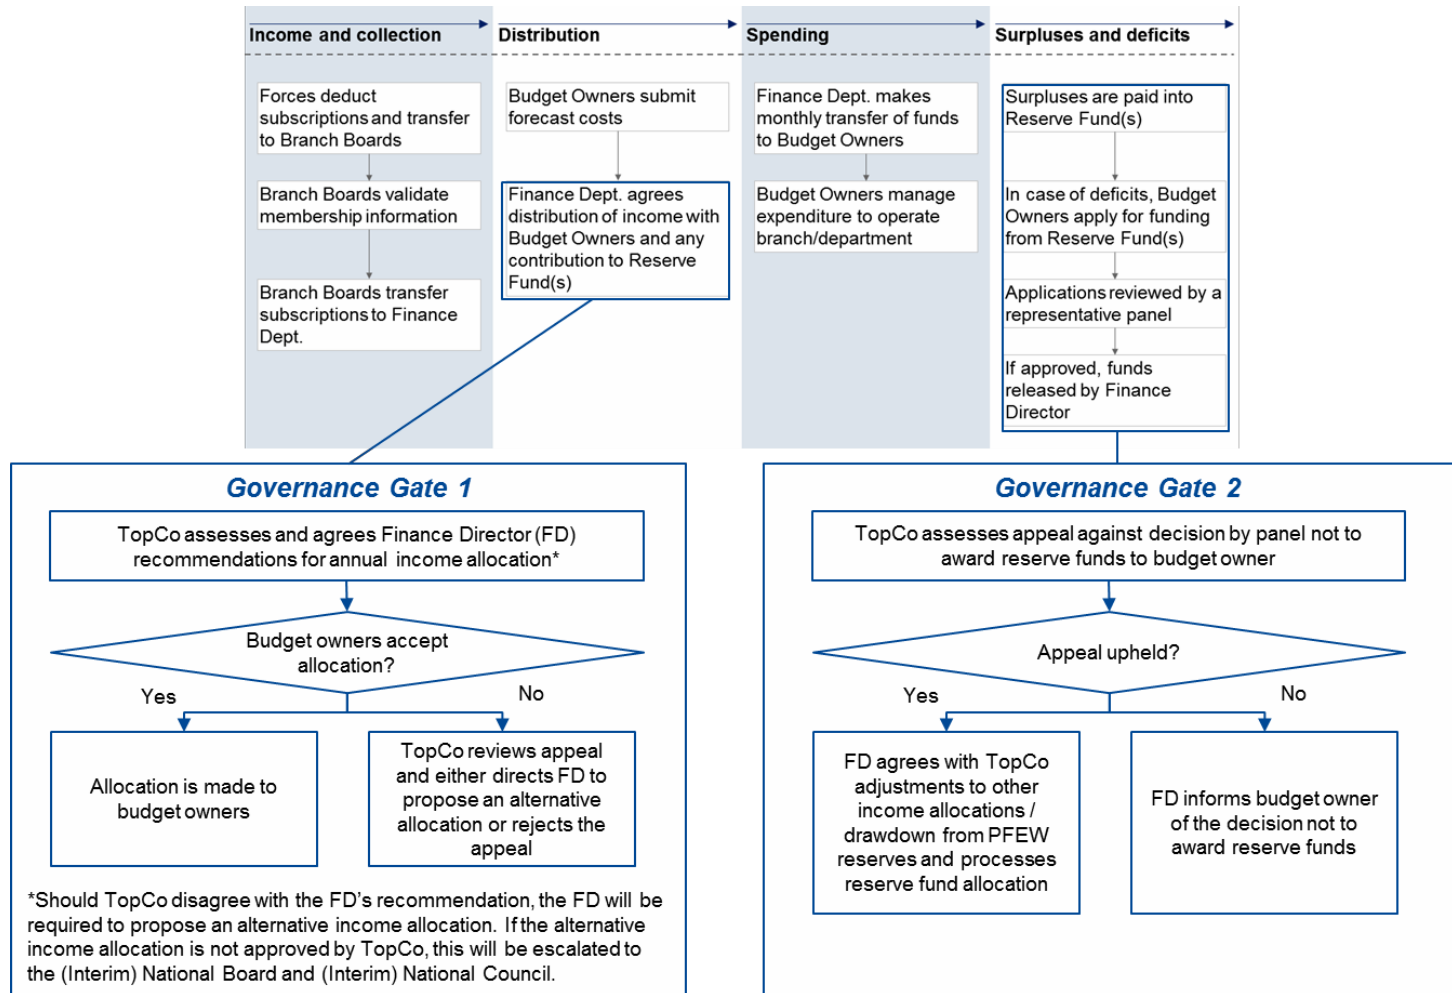 Income and collection
Distribution
Spending
Surpluses and deficits
Forces deduct
subscriptions and transfer
to Branch Boards
Branch Boards validate
membership information
Branch Boards transfer
subscriptions to Finance
Dept.
Budget Owners submit
forecast costs
Finance Dept. agrees
distribution of income with
Budget Owners and any
contribution to Reserve
Fund(s)
Finance Dept. makes
monthly transfer of funds
to Budget Owners
Budget Owners manage
expenditure to operate
branch/department
Surpluses are paid into
Reserve Fund(s)
In case of deficits, Budget
Owners apply for funding
from Reserve Fund(s)
Applications reviewed by a
representative panel
If approved, funds
released by Finance
Director
Governance Gate 1
TopCo assesses and agrees Finance Director (FD)
recommendations for annual income allocation*
Budget owners accept
allocation?
Yes
No
Allocation is made to
budget owners
TopCo reviews appeal
and either directs FD to
propose an alternative
allocation or rejects the
appeal
*Should TopCo disagree with the FD's recommendation, the FD will be
required to propose an alternative income allocation. If the alternative
income allocation is not approved by TopCo, this will be escalated to
the (Interim) National Board and (Interim) National Council.
Governance Gate 2
TopCo assesses appeal against decision by panel not to
award reserve funds to budget owner
Appeal upheld?
Yes
No
FD agrees with TopCo
adjustments to other
income allocations /
drawdown from PFEW
reserves and processes
reserve fund allocation
FD informs budget owner
of the decision not to
award reserve funds